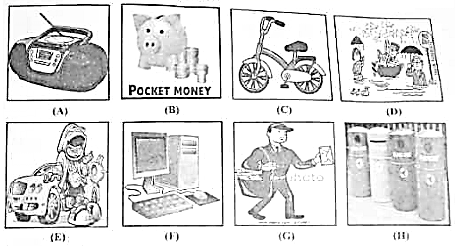 POCKET MONEY
(A) (B) (C) (D)
(E) (F) (G) (H)